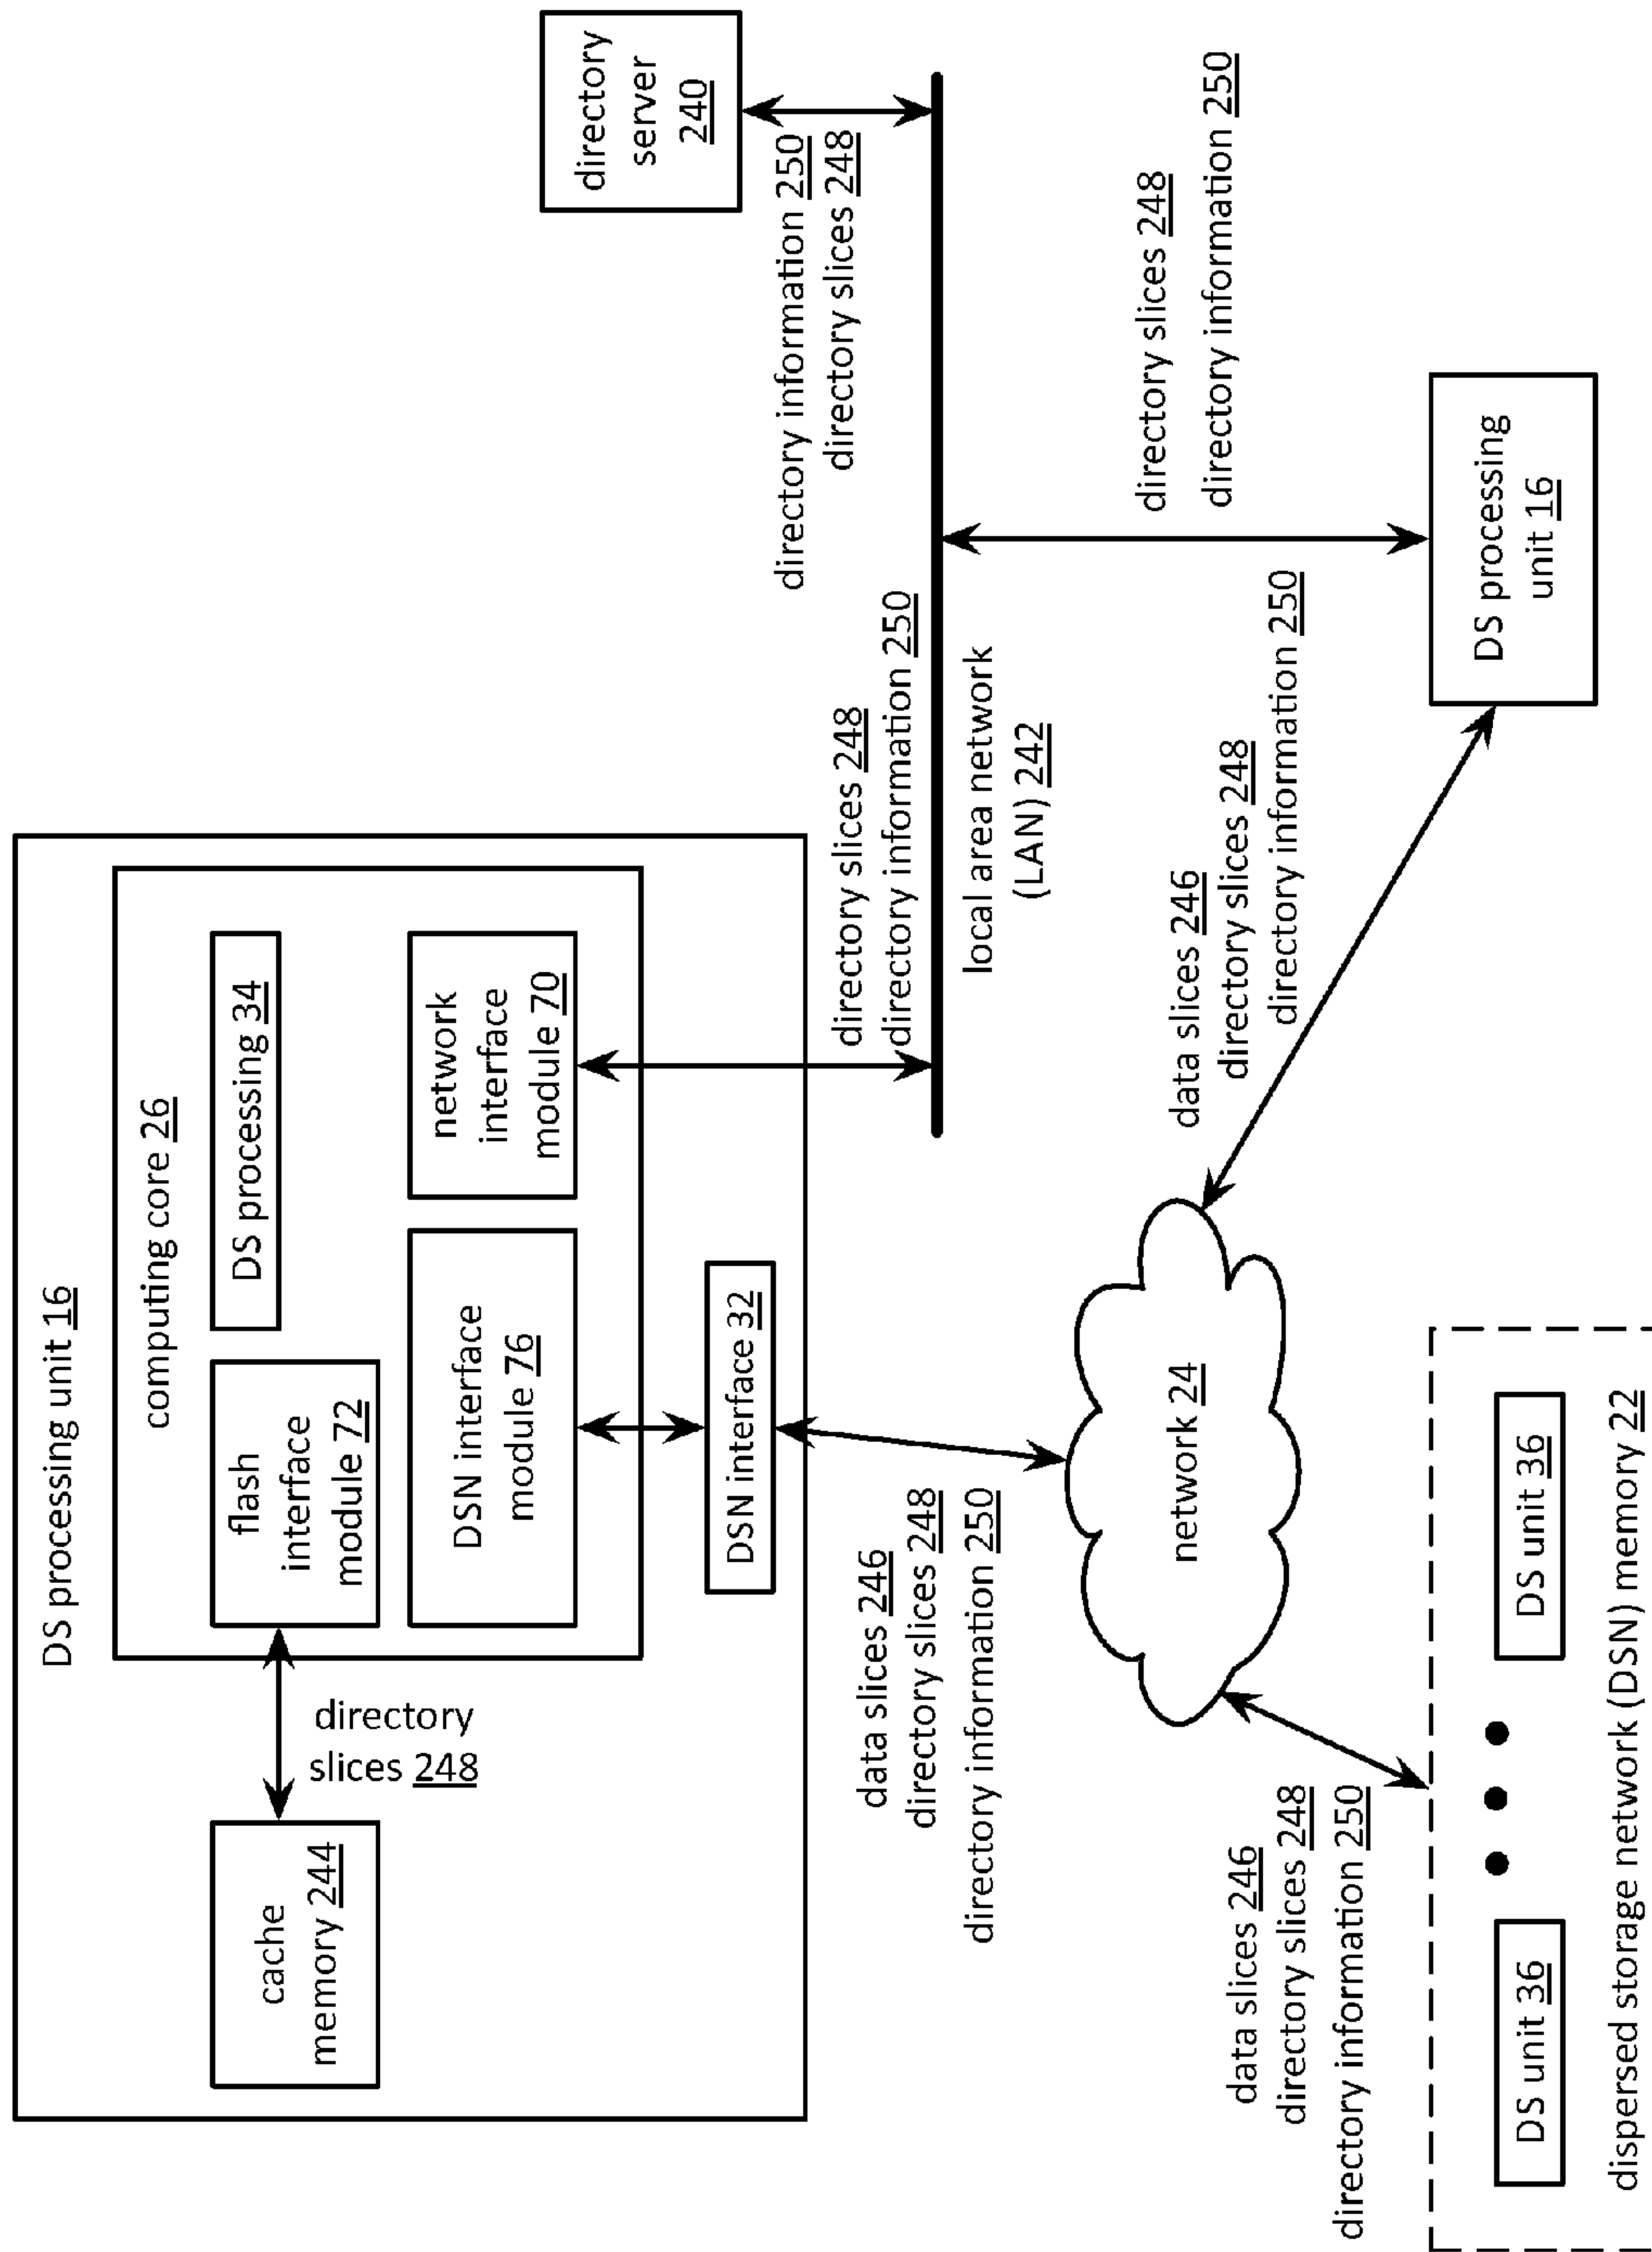 DS processing unit 16
computing core 26
cache
memory 244
directory
slices 248
flash
interface
module 72
DS processing 34
DSN interface
module 76
network
interface
module 70
DSN interface 32
directory
server
240
directory information 250
directory slices 248
directory slices 248
directory information 250
local area network
(LAN) 242
data slices 246
directory slices 248
directory information 250
network 24
data slices 246
directory slices 248
directory information 250
directory slices 248
directory information 250
data slices 246
directory slices 248
directory information 250
DS processing
unit 16
DS unit 36
DS unit 36
dispersed storage network (DSN) memory 22